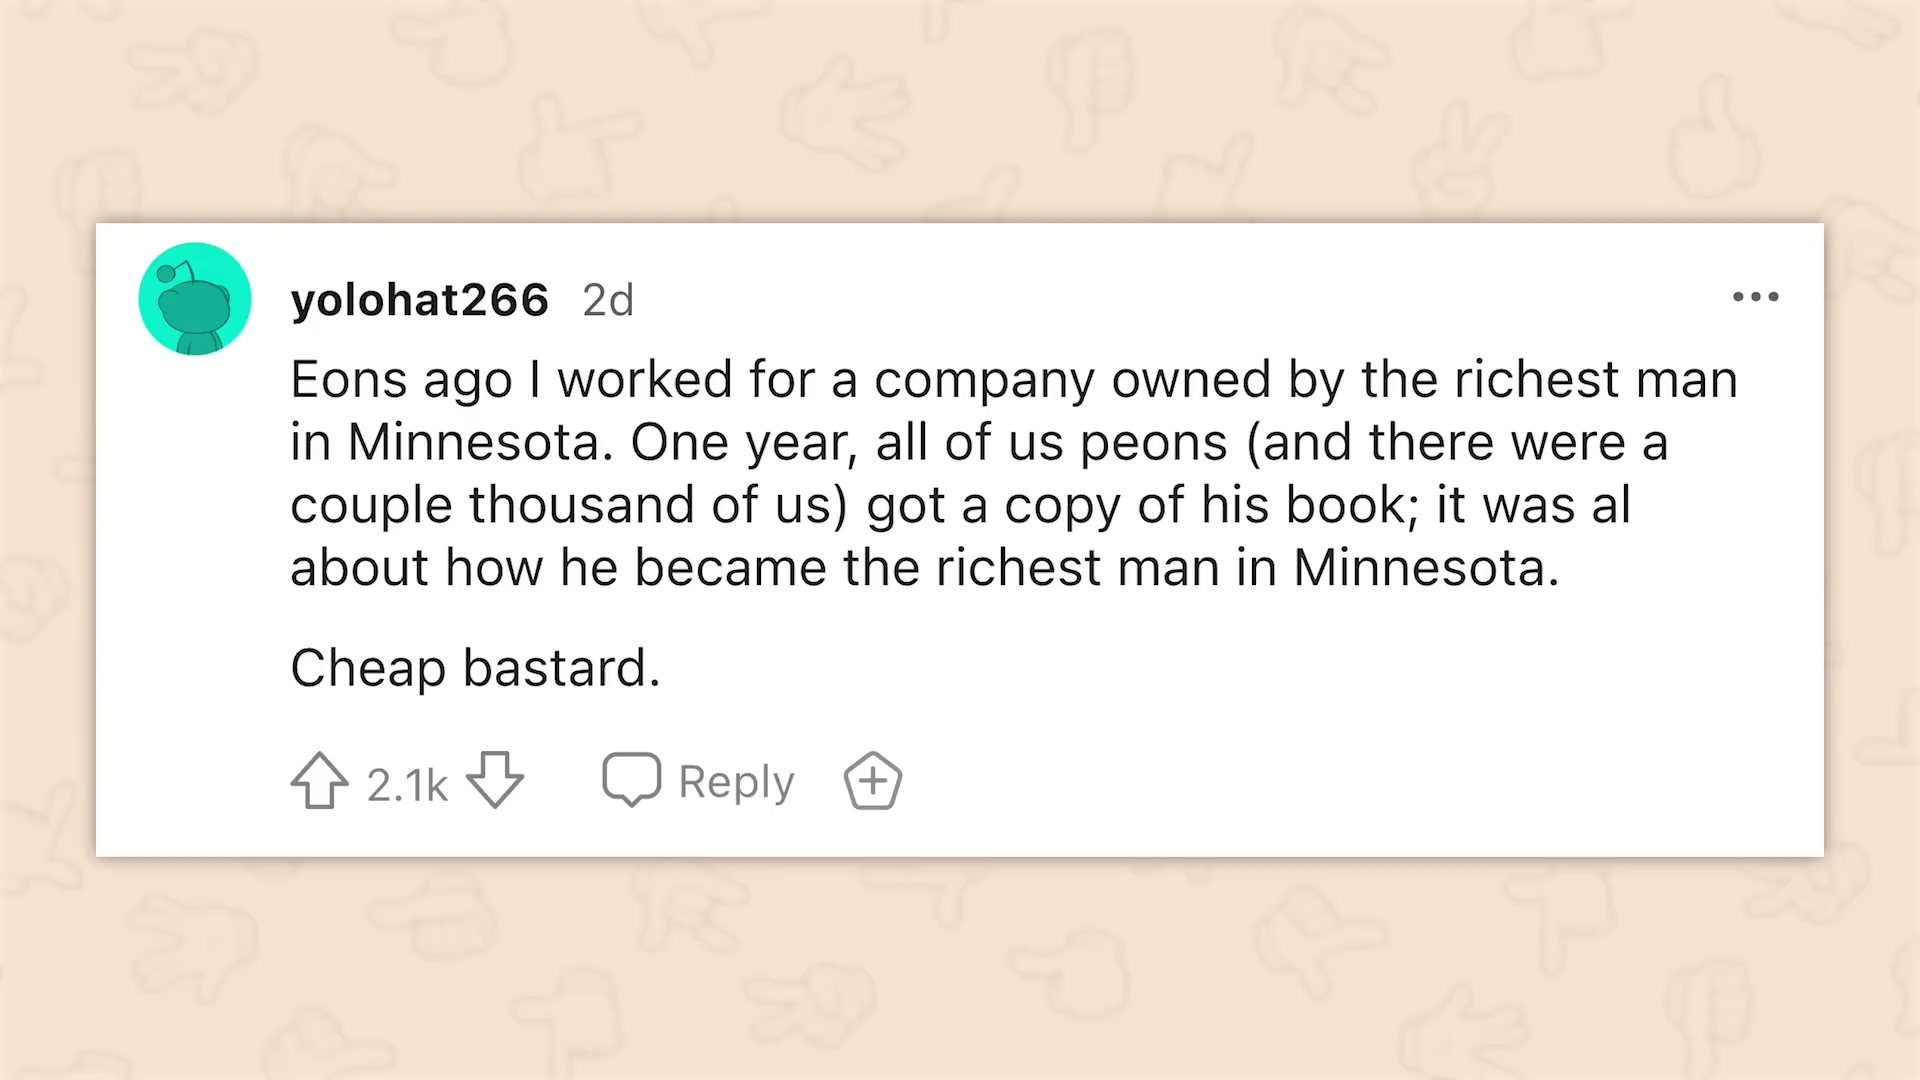 yolohat266 2d
Eons ago I worked for a company owned by the richest man
in Minnesota. One year, all of us peons (and there were a
couple thousand of us) got a copy of his book; it was al
about how he became the richest man in Minnesota.
Cheap bastard.
2.1k Reply